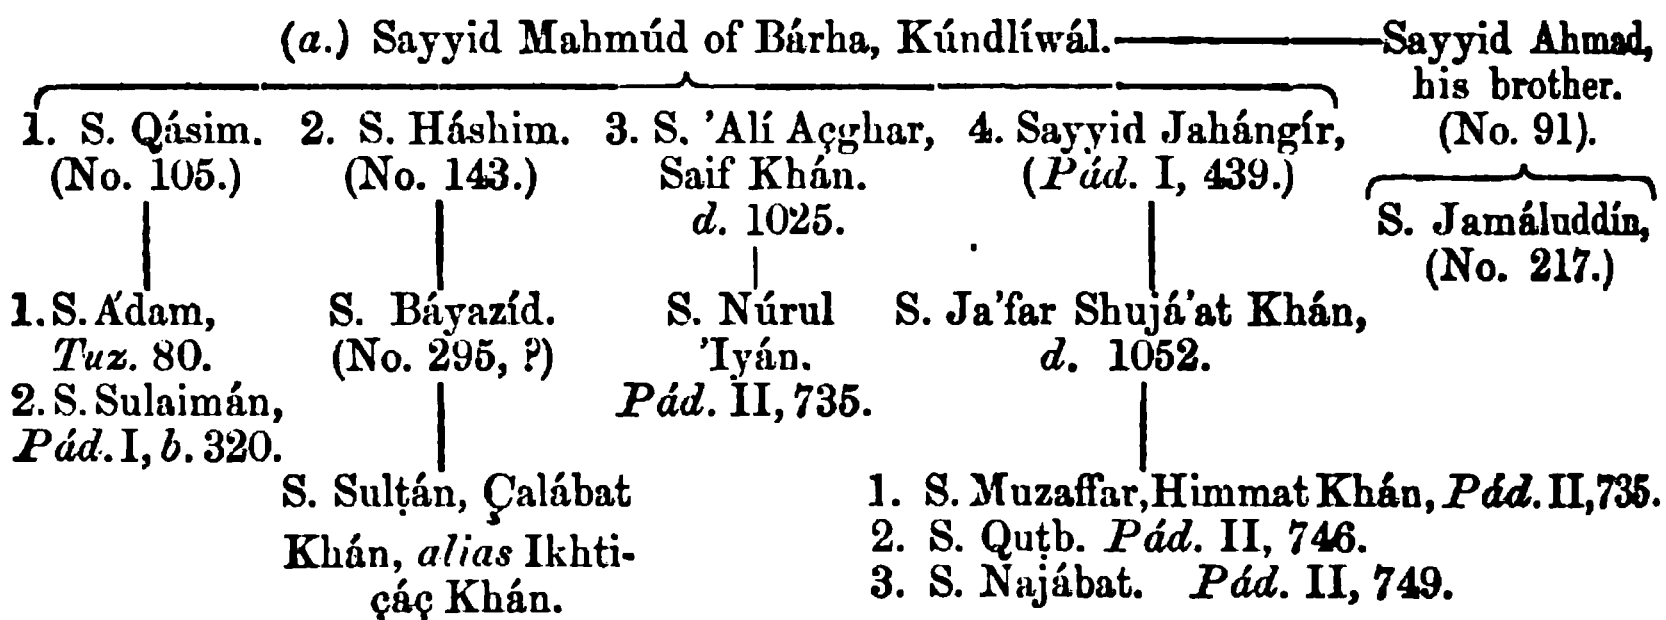 (a.) Sayyid Mahmúd of Bárha, Kúndlíwál.——Sayyid Ahmad,
his brother.
(No. 91).
1. S. Qásim. 2. S. Háshim. 3. S. 'Alí Açghar, 4. Sayyid Jahángír,
(No. 105.) (No. 143.) Saif Khán. (Pád. I, 439.)
d. 1025.
S. Jamáluddín,
(No. 217.)
1. S. Ádam, S. Báyazíd. S. Núrul S. Ja'far Shujá'at Khán,
Tuz. 80. (No. 295, ?) 'Iyán. d. 1052.
2. S. Sulaimán, Pád. II, 735.
Pád. I, b. 320.
S. Sulṭán, Çalábat 1. S. Muzaffar, Himmat Khán, Pád. II, 735.
Khán, alias Ikhti- 2. S. Quṭb. Pád. II, 746.
çáç Khán. 3. S. Najábat. Pád. II, 749.